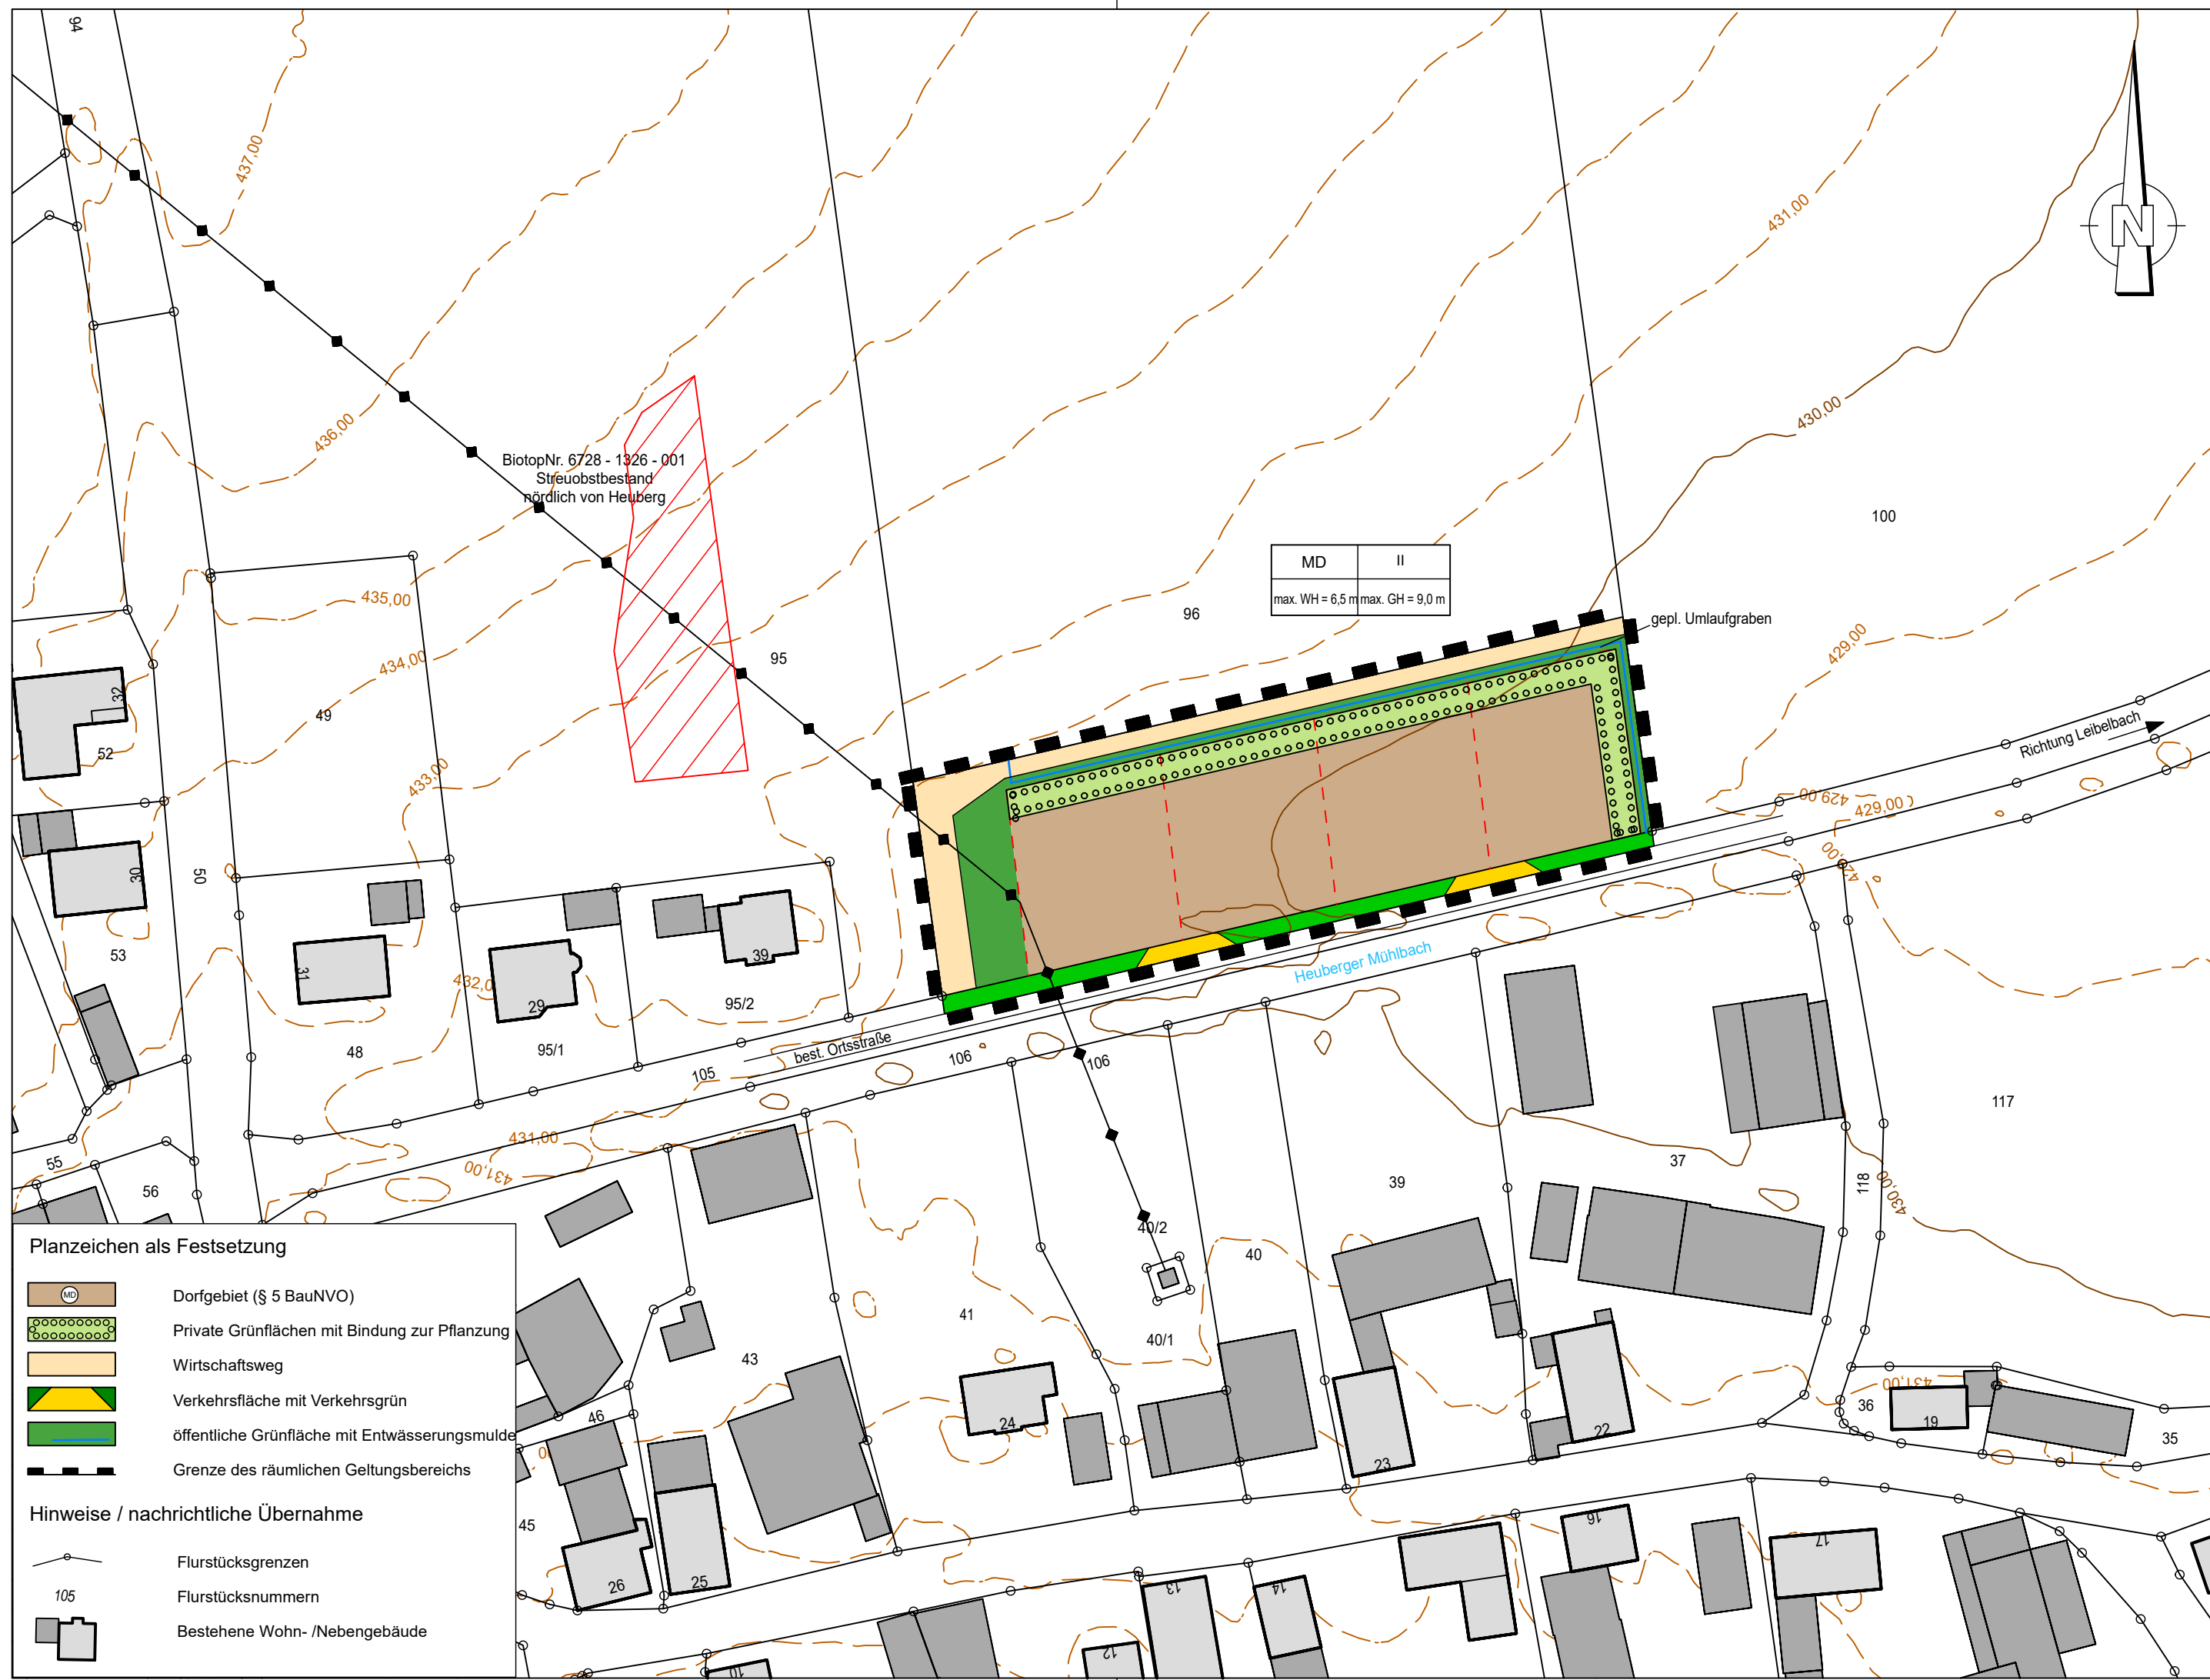 94
437,00
N
431,00
436,00
430,00
BiotopNr. 6728 - 1326 - 001
Streuobstbestand
nördlich von Heuberg
100
MD II
max. WH = 6,5 m max. GH = 9,0 m
435,00
96
gepl. Umlaufgraben
429,00
434,00
95
32
49
52
Richtung Leibelbach
433,00
429,00
429,00
429,00
30
50
53
39
31
432,0
29
95/2
Heuberger Mühlbach
48
95/1
best. Ortsstraße
105
106
106
117
431,00
431,00
55
56
37
39
118
430,00
40/2
40
41
40/1
43
431,00
36
19
35
46
24
22
23
45
26
25
16
17
13
14
12
10
Planzeichen als Festsetzung
MD
Dorfgebiet (§ 5 BauNVO)
Private Grünflächen mit Bindung zur Pflanzung
Wirtschaftsweg
Verkehrsfläche mit Verkehrsgrün
öffentliche Grünfläche mit Entwässerungsmulde
Grenze des räumlichen Geltungsbereichs
Hinweise / nachrichtliche Übernahme
Flurstücksgrenzen
105 Flurstücksnummern
Bestehene Wohn- /Nebengebäude